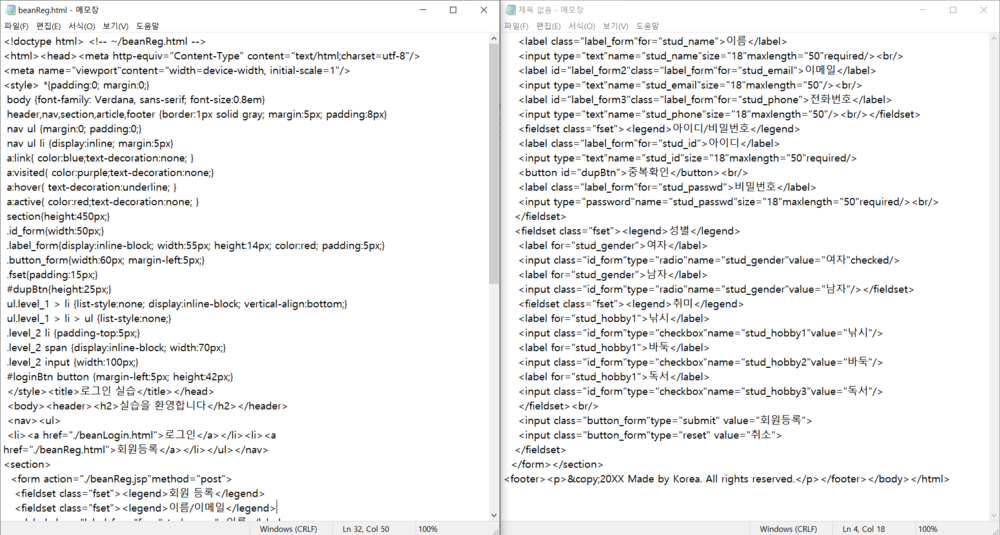 beanReg.html - 메모장
파일(F) 편집(E) 서식(O) 보기(V) 도움말
<!doctype html> <!-- ~/beanReg.html -->
<html><head><meta http-equiv="Content-Type" content="text/html;charset=utf-8"/>
<meta name="viewport"content="width=device-width, initial-scale=1"/>
<style> *{padding:0; margin:0;}
body {font-family: Verdana, sans-serif; font-size:0.8em}
header,nav,section,article,footer {border:1px solid gray; margin:5px; padding:8px}
nav ul {margin:0; padding:0;}
nav ul li {display:inline; margin:5px}
a:link{ color:blue;text-decoration:none; }
a:visited{ color:purple;text-decoration:none;}
a:hover{ text-decoration:underline; }
a:active{ color:red;text-decoration:none; }
section{height:450px;}
.id_form{width:50px;}
.label_form{display:inline-block; width:55px; height:14px; color:red; padding:5px;}
.button_form{width:60px; margin-left:5px;}
.fset{padding:15px;}
#dupBtn{height:25px;}
ul.level_1 > li {list-style:none; display:inline-block; vertical-align:bottom;}
ul.level_1 > li > ul {list-style:none;}
.level_2 li {padding-top:5px;}
.level_2 span {display:inline-block; width:70px;}
.level_2 input {width:100px;}
#loginBtn button {margin-left:5px; height:42px;}
</style><title>로그인 실습</title></head>
<body><header><h2>실습을 환영합니다</h2></header>
<nav><ul>
<li><a href="./beanLogin.html">로그인</a></li><li><a
href="./beanReg.html">회원등록</a></li></ul></nav>
<section>
<form action="./beanReg.jsp"method="post">
<fieldset class="fset"><legend>회원 등록</legend>
<fieldset class="fset"><legend>이름/이메일</legend>
Windows (CRLF) Ln 32, Col 50 100%
제목 없음 - 메모장
파일(F) 편집(E) 서식(O) 보기(V) 도움말
<label class="label_form"for="stud_name">이름</label>
<input type="text"name="stud_name"size="18"maxlength="50"required/><br/>
<label id="label_form2"class="label_form"for="stud_email">이메일</label>
<input type="text"name="stud_email"size="18"maxlength="50"/><br/>
<label id="label_form3"class="label_form"for="stud_phone">전화번호</label>
<input type="text"name="stud_phone"size="18"maxlength="50"/><br/></fieldset>
<fieldset class="fset"><legend>아이디/비밀번호</legend>
<label class="label_form"for="stud_id">아이디</label>
<input type="text"name="stud_id"size="18"maxlength="50"required/>
<button id="dupBtn">중복확인</button><br/>
<label class="label_form"for="stud_passwd">비밀번호</label>
<input type="password"name="stud_passwd"size="18"maxlength="50"required/><br/>
</fieldset>
<fieldset class="fset"><legend>성별</legend>
<label for="stud_gender">여자</label>
<input class="id_form"type="radio"name="stud_gender"value="여자"checked/>
<label for="stud_gender">남자</label>
<input class="id_form"type="radio"name="stud_gender"value="남자"/></fieldset>
<fieldset class="fset"><legend>취미</legend>
<label for="stud_hobby1">낚시</label>
<input class="id_form"type="checkbox"name="stud_hobby1"value="낚시"/>
<label for="stud_hobby1">바둑</label>
<input class="id_form"type="checkbox"name="stud_hobby2"value="바둑"/>
<label for="stud_hobby1">독서</label>
<input class="id_form"type="checkbox"name="stud_hobby3"value="독서"/>
</fieldset><br/>
<input class="button_form"type="submit" value="회원등록">
<input class="button_form"type="reset" value="취소">
</fieldset>
</form></section>
<footer><p>&copy;20XX Made by Korea. All rights reserved.</p></footer></body></html>
Windows (CRLF) Ln 4, Col 18 100%